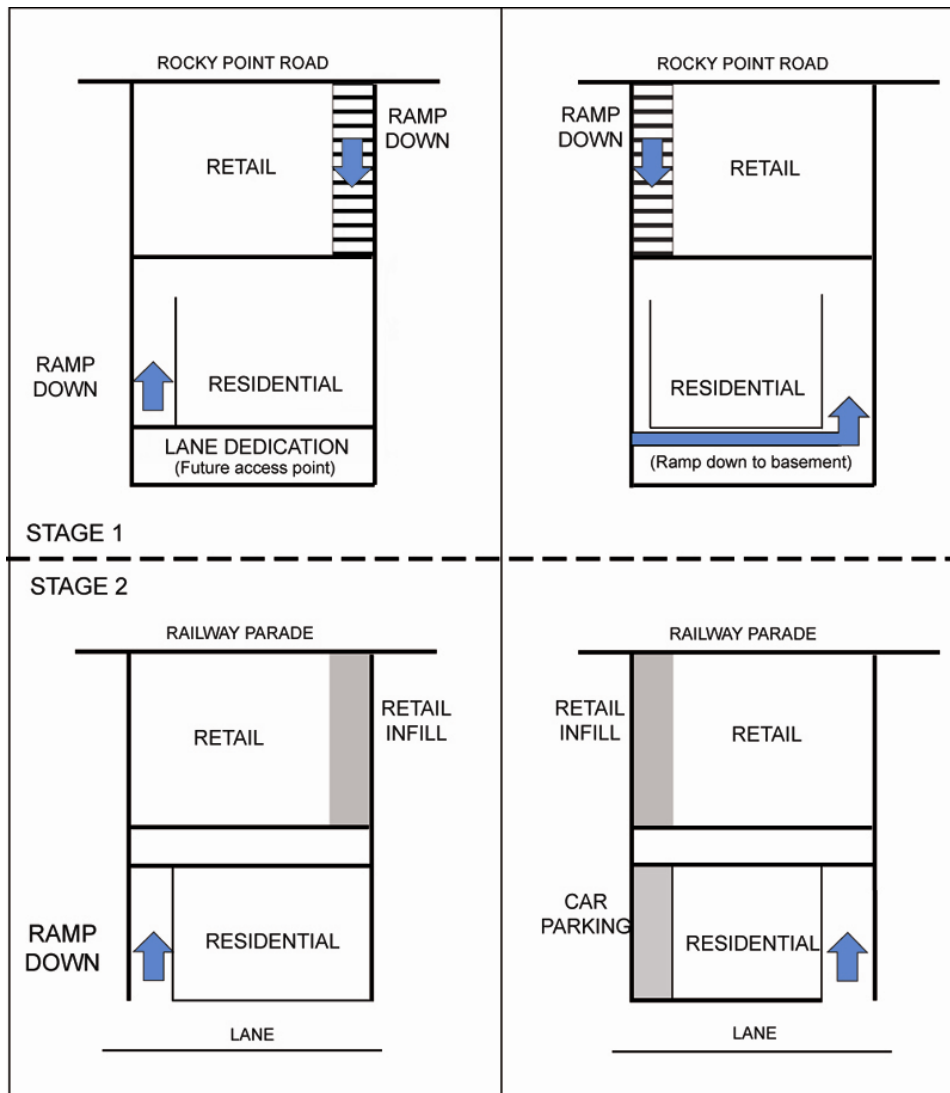 ROCKY POINT ROAD
RAMP
DOWN
RETAIL
RAMP
DOWN
RESIDENTIAL
LANE DEDICATION
(Future access point)
ROCKY POINT ROAD
RAMP
DOWN
RETAIL
RESIDENTIAL
(Ramp down to basement)
STAGE 1
STAGE 2
RAILWAY PARADE
RETAIL
RETAIL
INFILL
RAMP
DOWN
RESIDENTIAL
LANE
RAILWAY PARADE
RETAIL
INFILL
RETAIL
CAR
PARKING
RESIDENTIAL
LANE